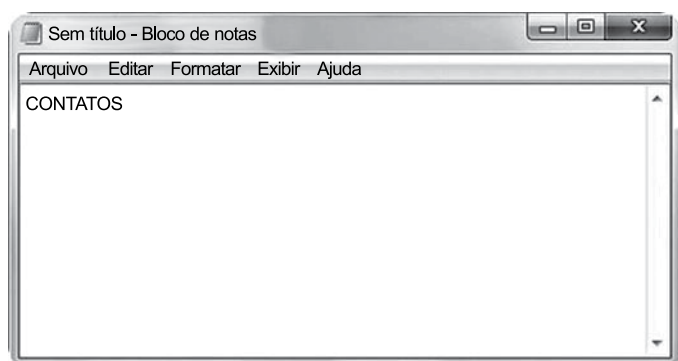 Sem título - Bloco de notas
Arquivo Editar Formatar Exibir Ajuda
CONTATOS